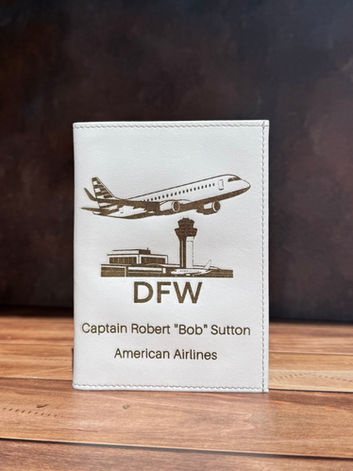 DFW
Captain Robert "Bob" Sutton
American Airlines